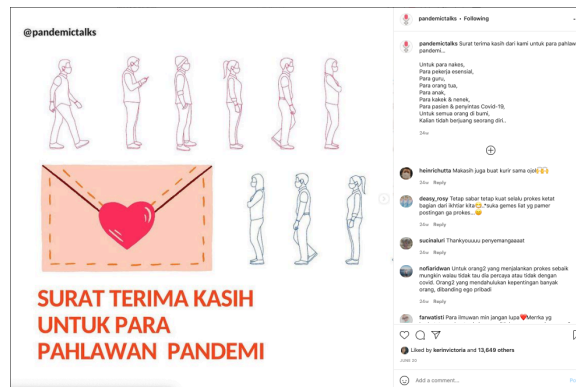 @pandemictalks
SURAT TERIMA KASIH
UNTUK PARA
PAHLAWAN PANDEMI
pandemictalks • Following
pandemictalks Surat terima kasih dari kami untuk para pahlaw
pandemi...
Untuk para nakes,
Para pekerja esensial,
Para guru,
Para orang tua,
Para anak,
Para kakek & nenek,
Para pasien & penyintas Covid-19,
Untuk semua orang di bumi,
Kalian tidak berjuang seorang diri..
24w
heinrichutta Makasih juga buat kurir sama ojol
24w Reply
deasy_rosy Tetap sabar tetap kuat selalu prokes ketat
bagian dari ikhtiar kita *suka gemes liat yg pamer
postingan ga prokes...
24w Reply
sucinaluri Thankyouuuu penyemangaaaat
24w Reply
nofiaridwan Untuk orang2 yang menjalankan prokes sebaik
mungkin walau tidak tau dia percaya atau tidak dengan
covid. Orang2 yang mendahulukan kepentingan banyak
orang, dibanding ego pribadi
24w Reply
farwatisti Para ilmuwan min jangan lupa❤️Merrka yg
Liked by kerinvictoria and 13,649 others
JUNE 30
Add a comment...